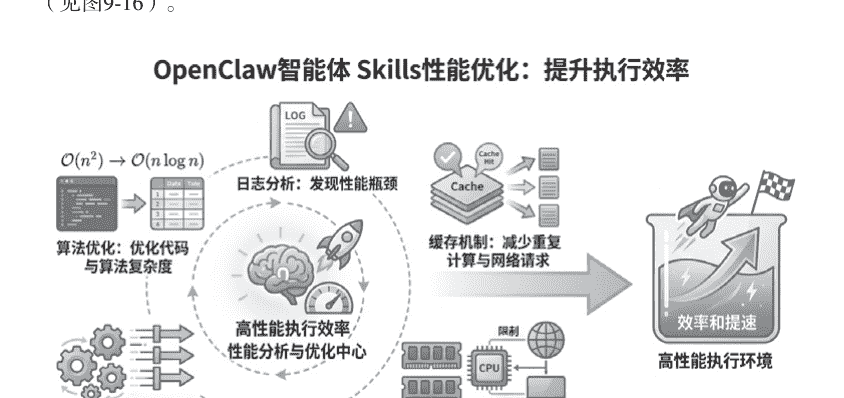 （见图9-16）。
OpenClaw智能体 Skills性能优化：提升执行效率
LOG
O(n²) → O(n log n)
日志分析：发现性能瓶颈
算法优化：优化代码
与算法复杂度
Cache
Hit
Cache
缓存机制：减少重复
计算与网络请求
高性能执行效率
性能分析与优化中心
效率和提速
高性能执行环境
限制
CPU